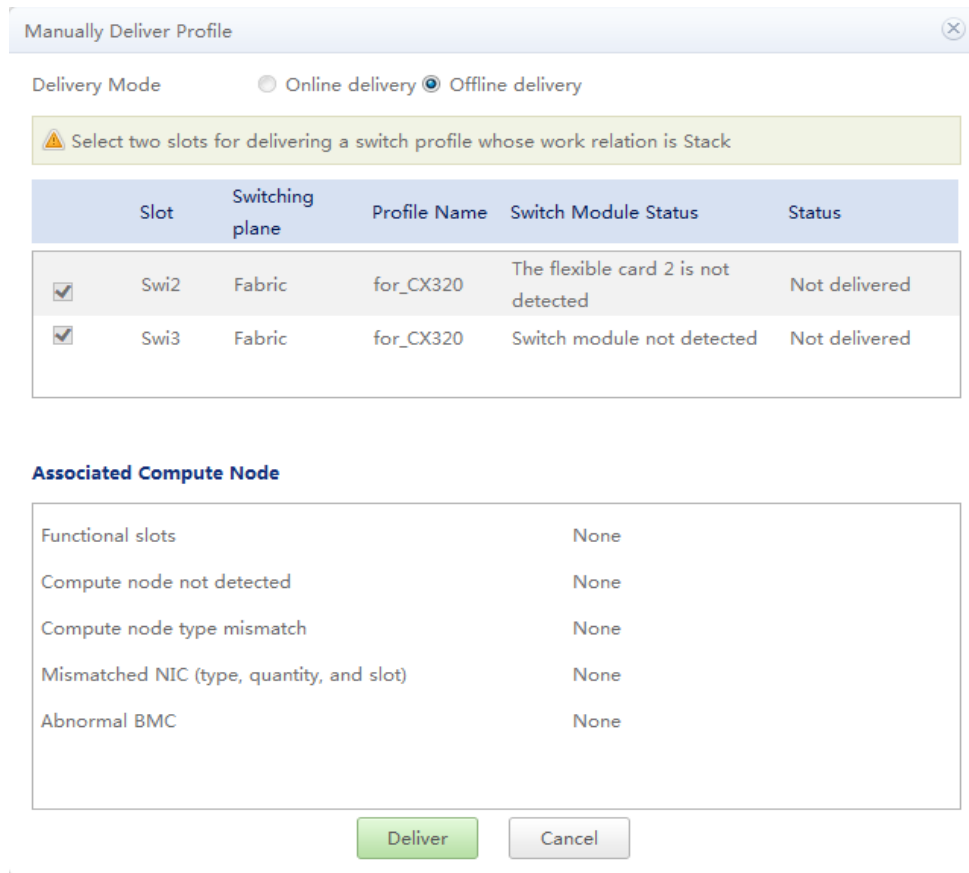 Manually Deliver Profile
Delivery Mode Online delivery Offline delivery
Select two slots for delivering a switch profile whose work relation is Stack
Slot Switching plane Profile Name Switch Module Status Status
Swi2 Fabric for_CX320 The flexible card 2 is not detected Not delivered
Swi3 Fabric for_CX320 Switch module not detected Not delivered
Associated Compute Node
Functional slots None
Compute node not detected None
Compute node type mismatch None
Mismatched NIC (type, quantity, and slot) None
Abnormal BMC None
Deliver Cancel